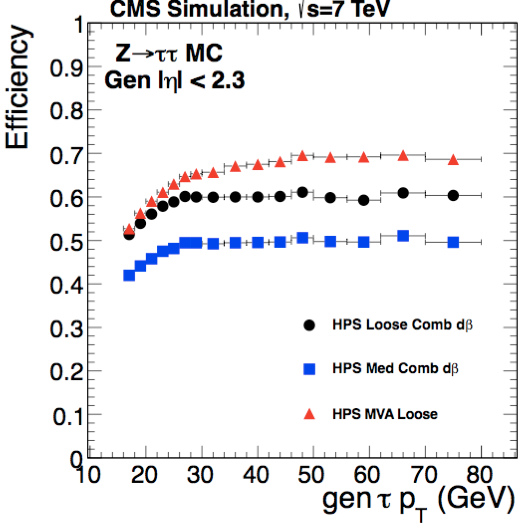 CMS Simulation, √s=7 TeV
Efficiency
Z→ττ MC
Gen |η| < 2.3
1
0.9
0.8
0.7
0.6
0.5
0.4
0.3
0.2
0.1
0
HPS Loose Comb dβ
HPS Med Comb dβ
HPS MVA Loose
10 20 30 40 50 60 70 80
gen τ pT (GeV)